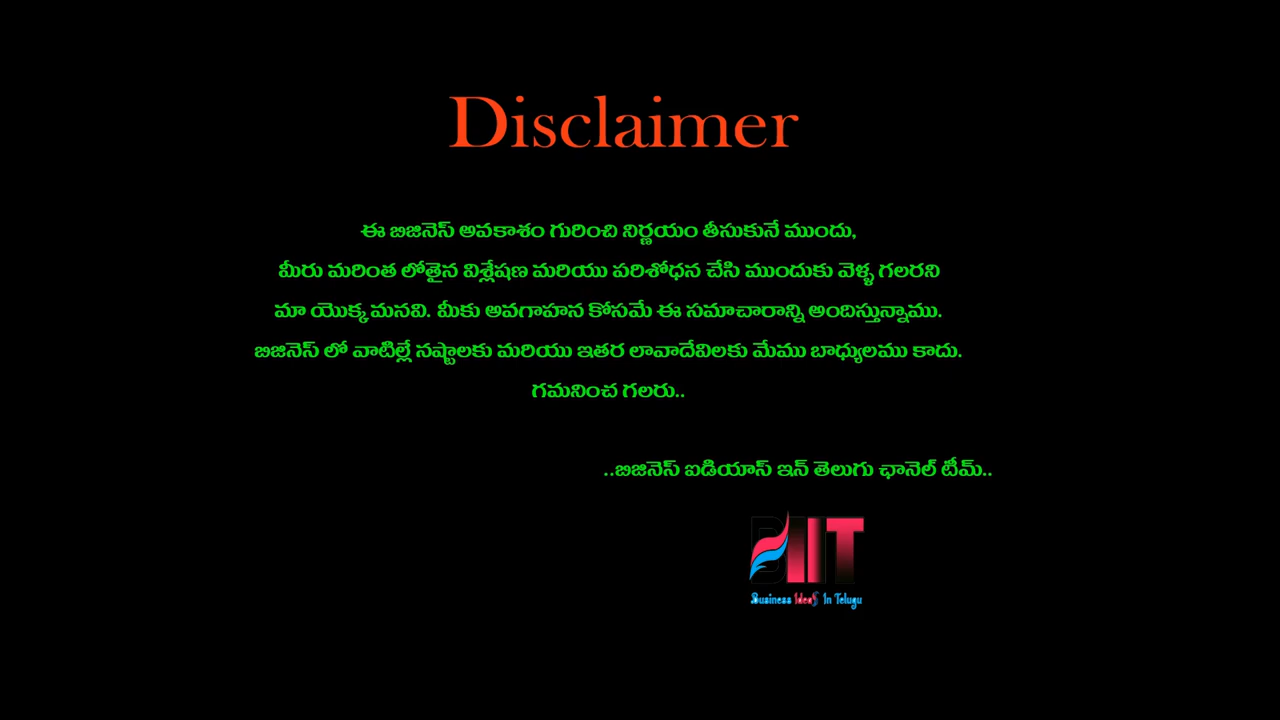 Disclaimer
ఈ బిజినెస్ అవకాశం గురించి నిర్ణయం తీసుకునే ముందు,
మీరు మరింత లోతైన విశ్లేషణ మరియు పరిశోధన చేసి ముందుకు వెళ్ళ గలరని
మా యొక్క మనవి. మీకు అవగాహన కోసమే ఈ సమాచారాన్ని అందిస్తున్నాము.
బిజినెస్ లో వాటిల్లే నష్టాలకు మరియు ఇతర లావాదేవిలకు మేము బాధ్యులము కాదు.
గమనించ గలరు..
..బిజినెస్ ఐడియాస్ ఇన్ తెలుగు ఛానెల్ టీమ్..
BIIT
Business IdeaS In Telugu